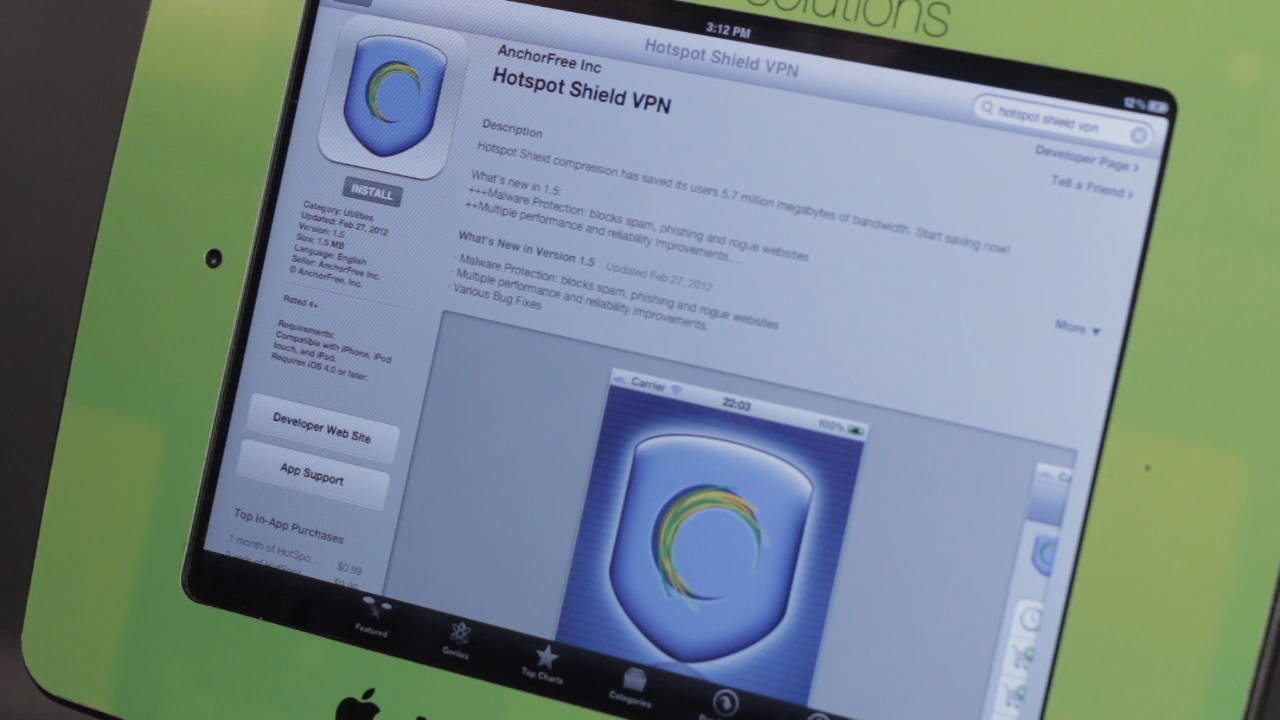 solutions
3:12 PM
12%
Hotspot Shield VPN
hotspot shield vpn
AnchorFree Inc
Hotspot Shield VPN
Developer Page >
Tell a Friend >
Description
Hotspot Shield compression has saved its users 5.7 million megabytes of bandwidth. Start saving now!
What's new in 1.5:
+++Malware Protection: blocks spam, phishing and rogue websites
++Multiple performance and reliability improvements....
What's New in Version 1.5 Updated Feb 27, 2012
· Malware Protection: blocks spam, phishing and rogue websites
· Multiple performance and reliability improvements.
· Various Bug Fixes
More ▼
INSTALL
Category: Utilities
Updated: Feb 27, 2012
Version: 1.5
Size: 1.5 MB
Language: English
Seller: AnchorFree Inc.
© AnchorFree, Inc.
Rated 4+
Requirements:
Compatible with iPhone, iPod
touch, and iPad.
Requires iOS 4.0 or later.
Developer Web Site
App Support
Top In-App Purchases
1 month of HotSpo... $0.99
Carrier
22:03
100%
Featured
Genius
Top Charts
Categories